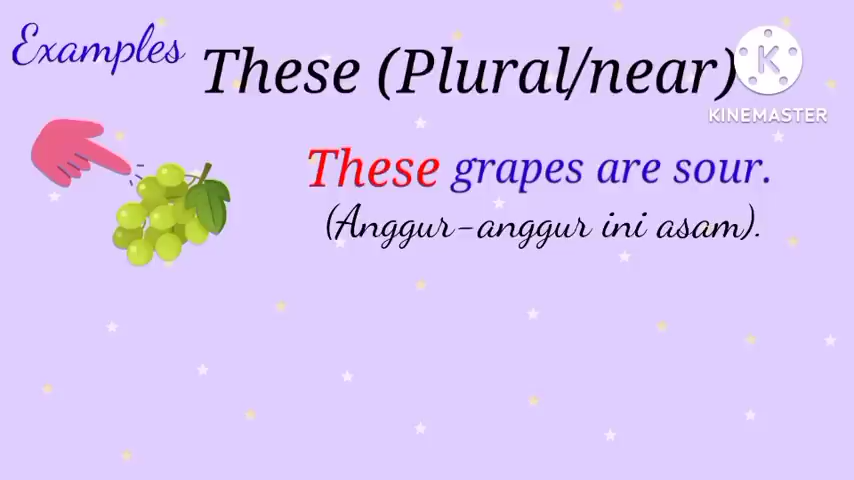 Examples
These (Plural/near)
KINEMASTER
These grapes are sour.
(Anggur-anggur ini asam).